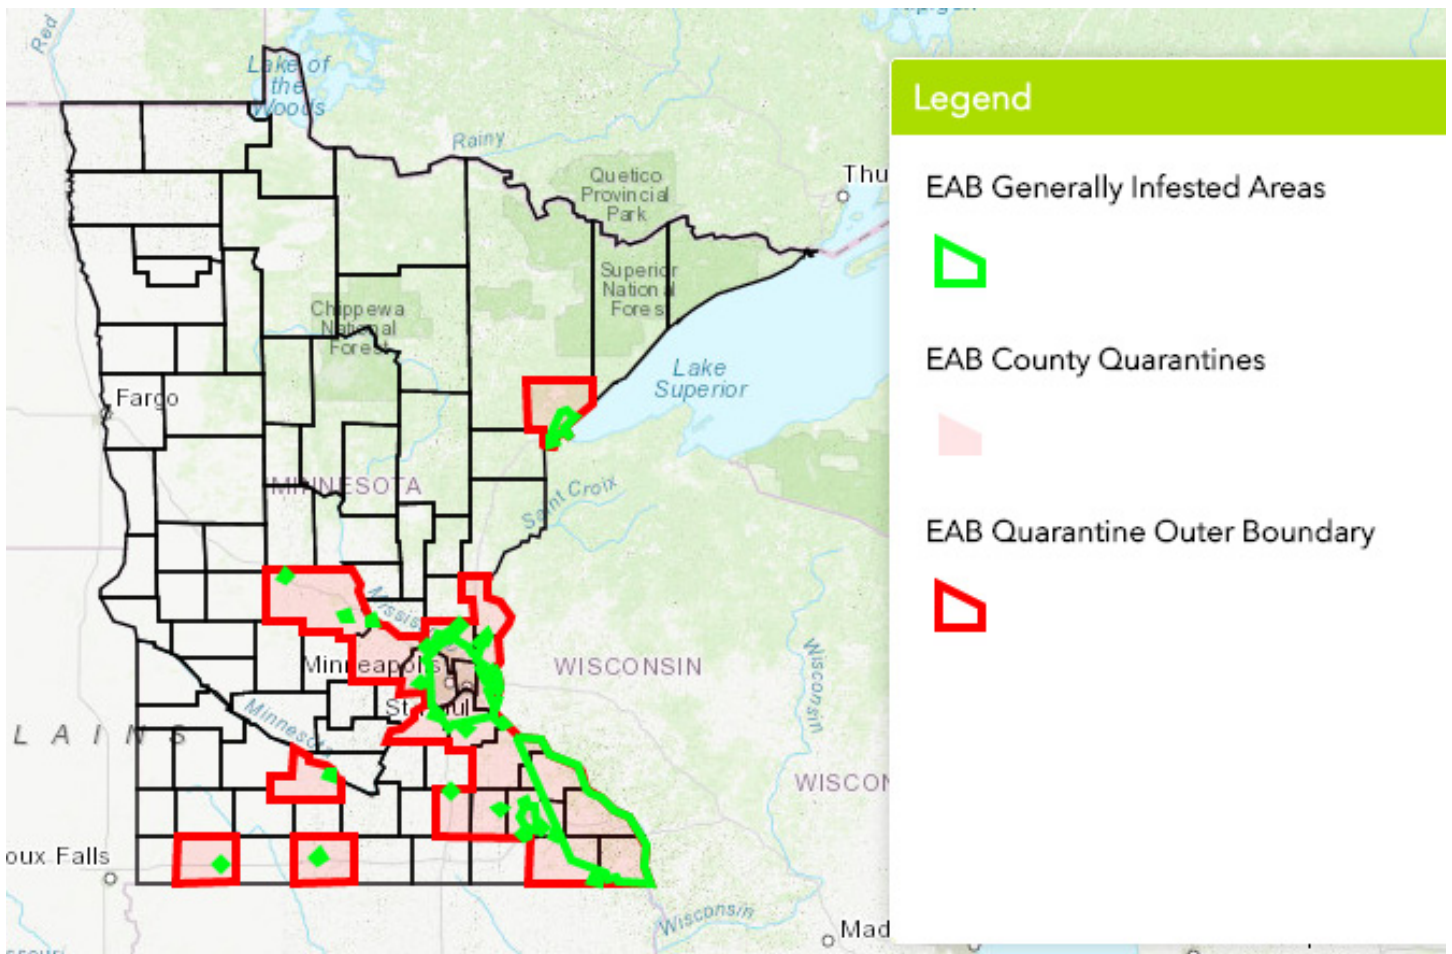 Red
Lake of
the
Woods
Rainy
Quetico
Provincial
Park
Thu
Superior
National
Forest
Chippewa
National
Forest
Lake
Superior
Fargo
MINNESOTA
Saint Croix
Minneapolis
St. Paul
WISCONSIN
Wisconsin
Minnesota
L A I N S
WISCON
oux Falls
Wisconsin
Mad
Legend
EAB Generally Infested Areas
EAB County Quarantines
EAB Quarantine Outer Boundary